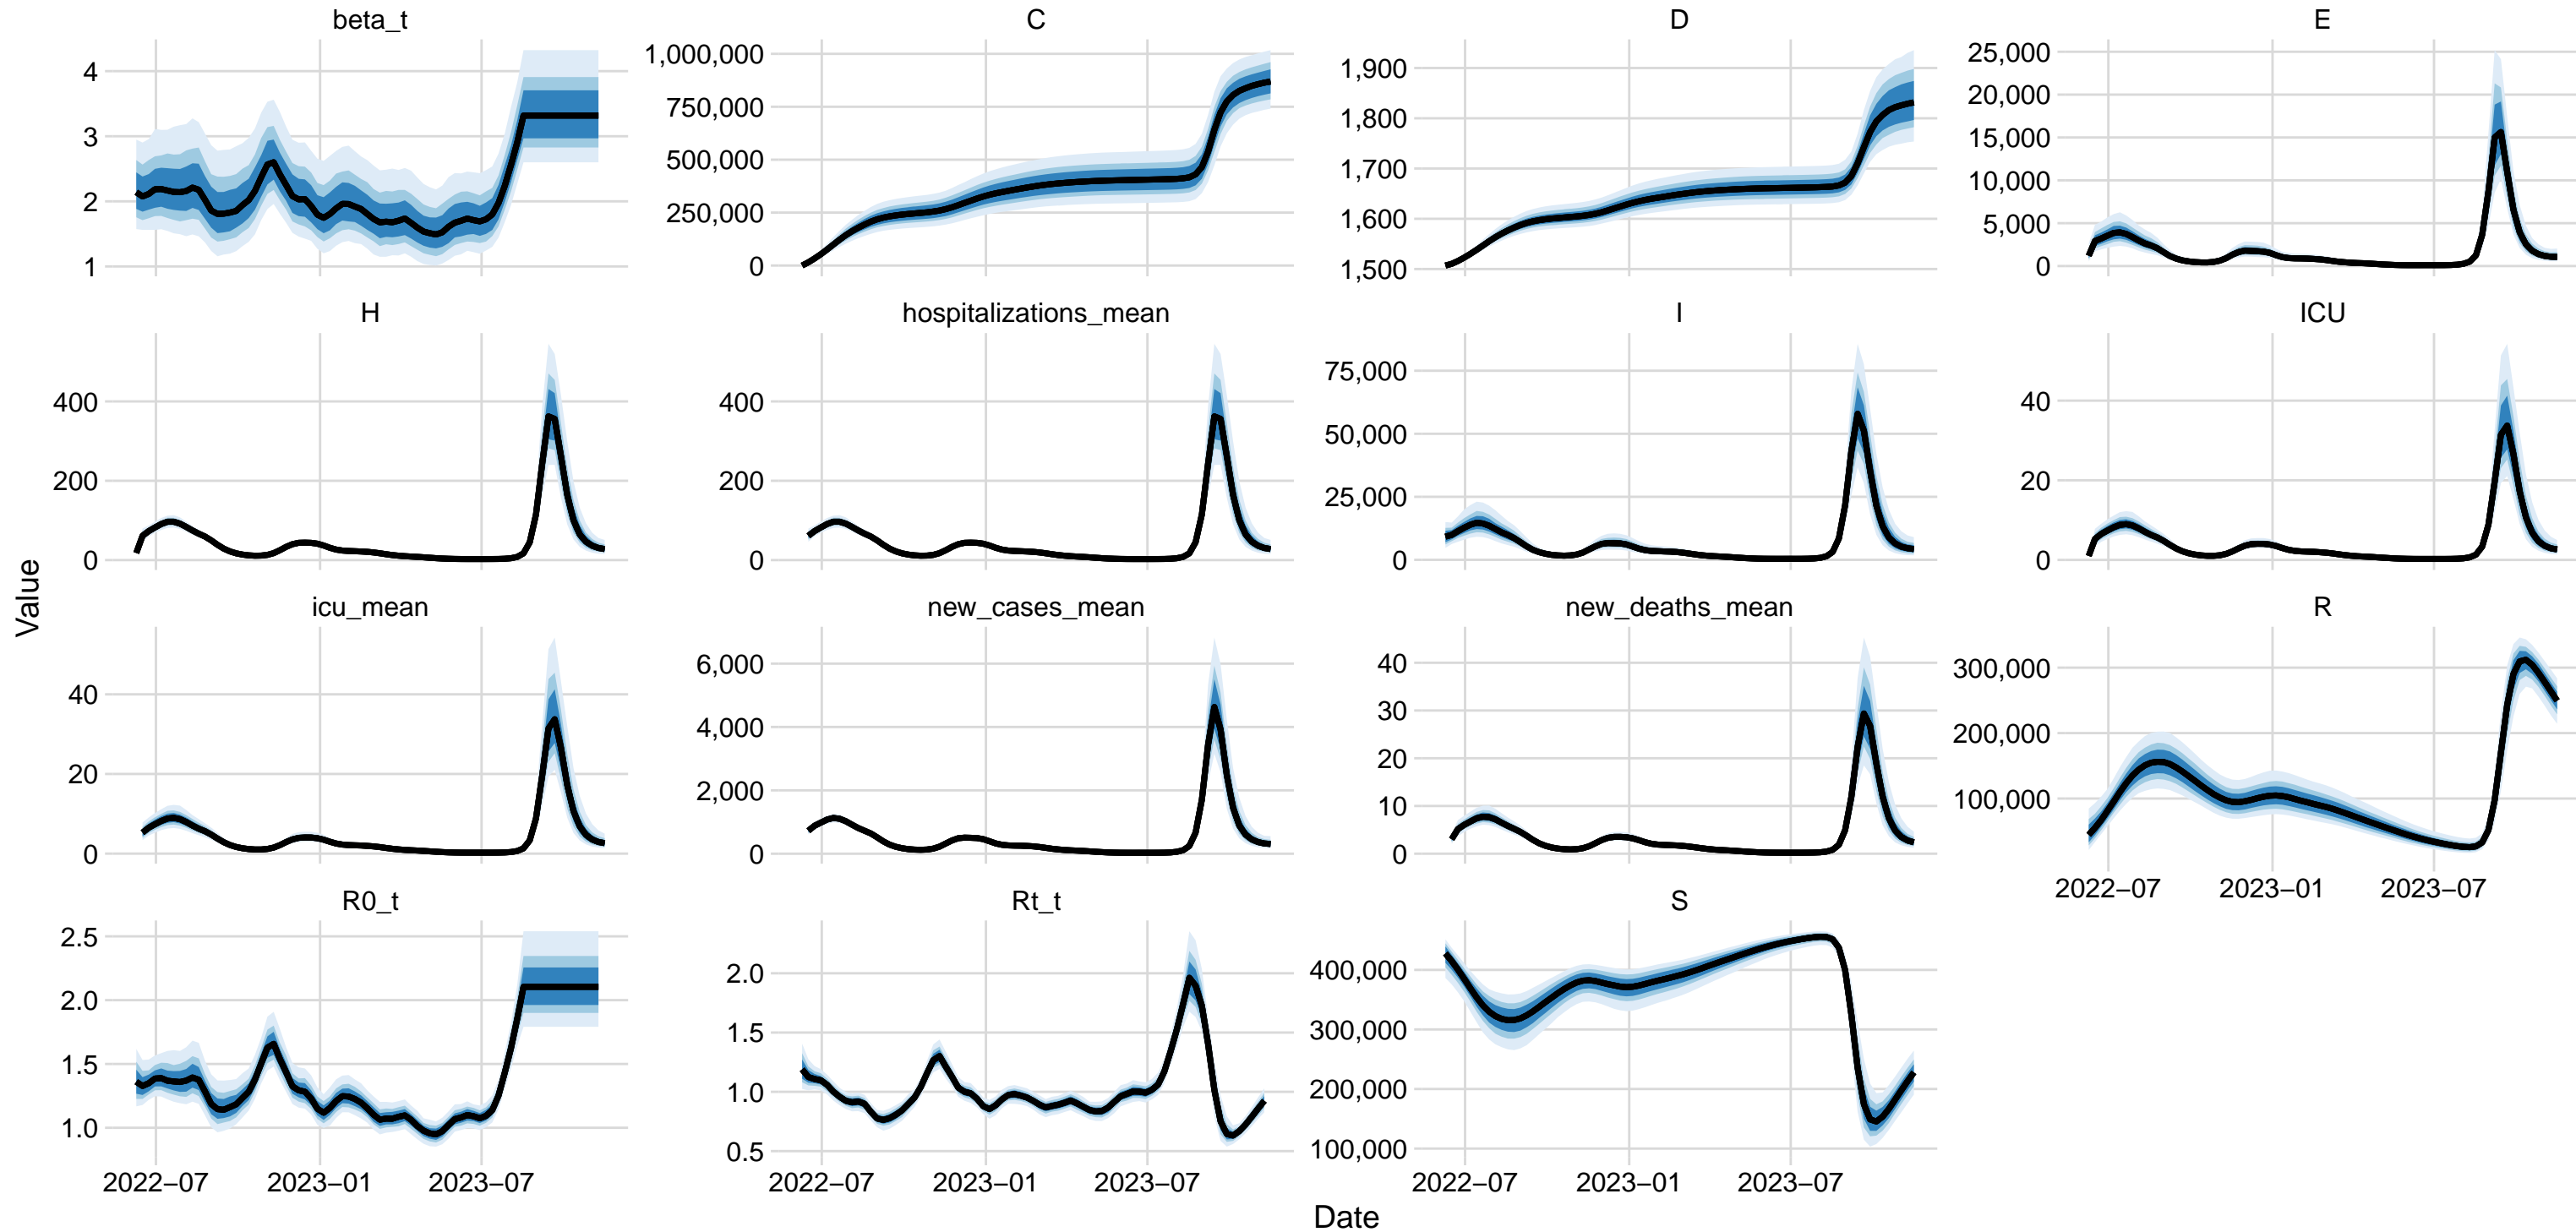 beta_t
4
3
2
1
C
1,000,000
750,000
500,000
250,000
0
D
1,900
1,800
1,700
1,600
1,500
E
25,000
20,000
15,000
10,000
5,000
0
H
400
200
0
hospitalizations_mean
400
200
0
I
75,000
50,000
25,000
0
ICU
40
20
0
Value
icu_mean
40
20
0
new_cases_mean
6,000
4,000
2,000
0
new_deaths_mean
40
30
20
10
0
R
300,000
200,000
100,000
2022–07 2023–01 2023–07
R0_t
2.5
2.0
1.5
1.0
2022–07 2023–01 2023–07
Rt_t
2.0
1.5
1.0
0.5
2022–07 2023–01 2023–07
S
400,000
300,000
200,000
100,000
2022–07 2023–01 2023–07
Date